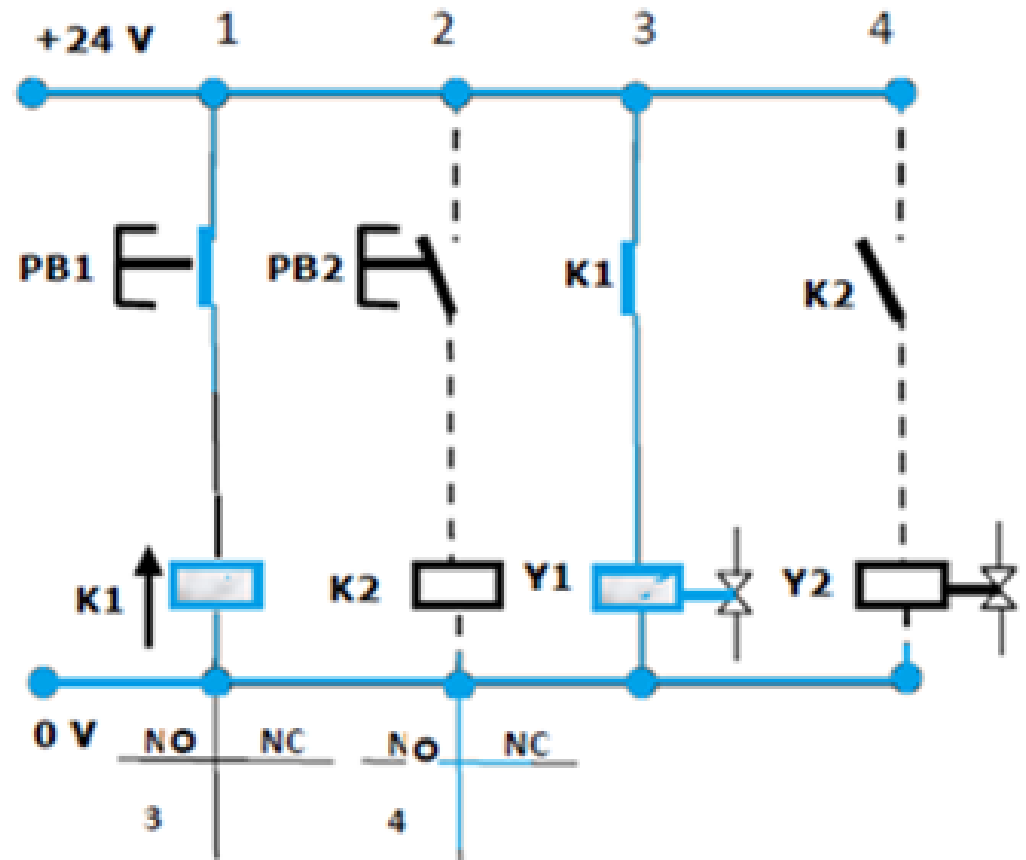 +24 V 1 2 3 4
PB1 PB2 K1 K2
K1 K2 Y1 Y2
0 V NO NC NO NC
3 4